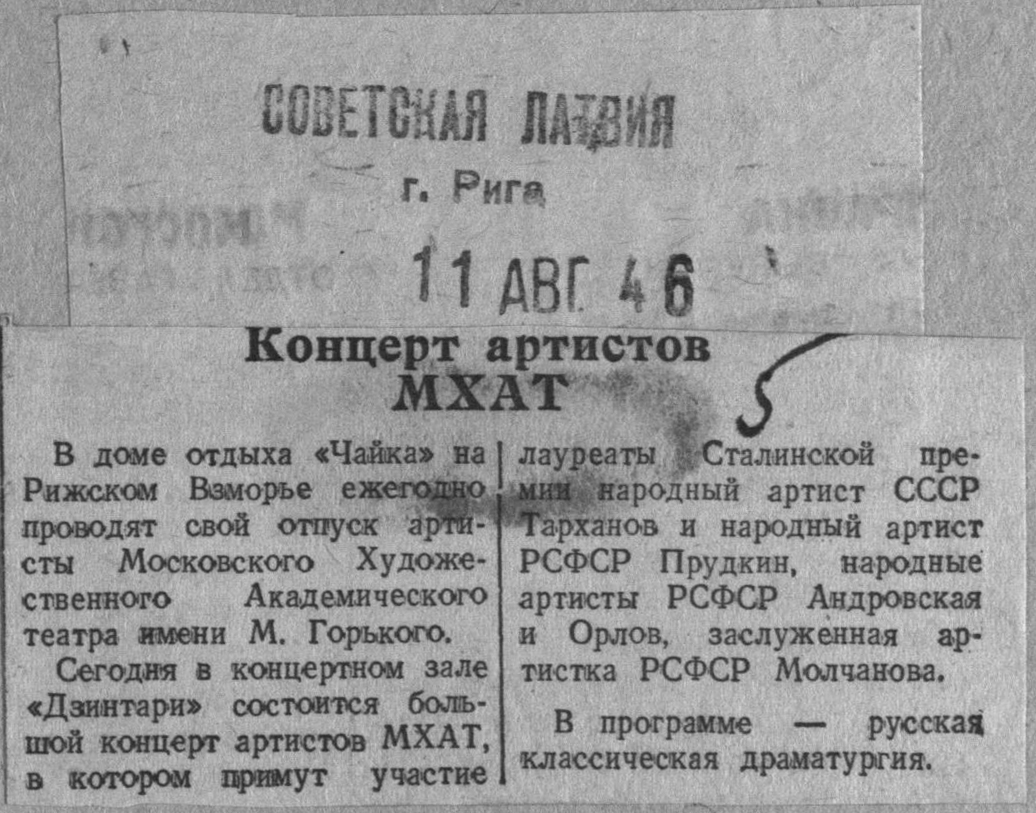 СОВЕТСКАЯ ЛАТВИЯ
г. Рига
11 АВГ. 46
Концерт артистов
МХАТ
5
В доме отдыха «Чайка» на
Рижском Взморье ежегодно
проводят свой отпуск арти-
сты Московского Художе-
ственного Академического
театра имени М. Горького.
Сегодня в концертном зале
«Дзинтари» состоится боль-
шой концерт артистов МХАТ,
в котором примут участие
лауреаты Сталинской пре-
мии народный артист СССР
Тарханов и народный артист
РСФСР Прудкин, народные
артисты РСФСР Андровская
и Орлов, заслуженная ар-
тистка РСФСР Молчанова.
В программе — русская
классическая драматургия.